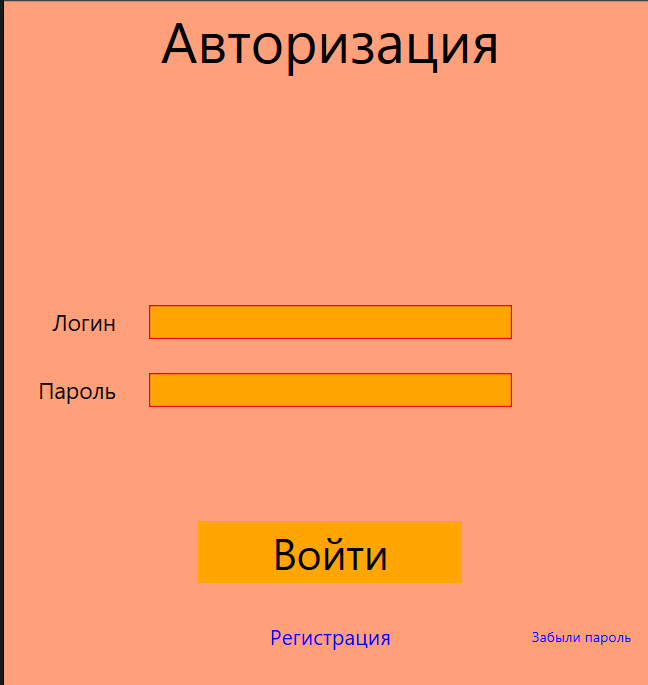 Авторизация
Логин
Пароль
Войти
Регистрация
Забыли пароль